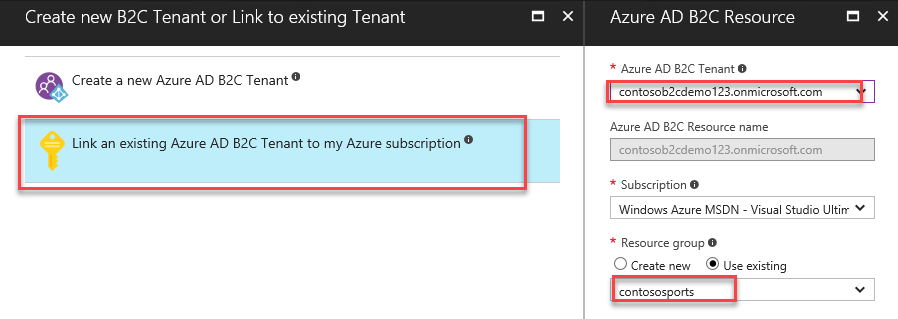 Create new B2C Tenant or Link to existing Tenant
Create a new Azure AD B2C Tenant
Link an existing Azure AD B2C Tenant to my Azure subscription
Azure AD B2C Resource
* Azure AD B2C Tenant
contosob2cdemo123.onmicrosoft.com
Azure AD B2C Resource name
contosob2cdemo123.onmicrosoft.com
* Subscription
Windows Azure MSDN - Visual Studio Ultim
* Resource group
Create new Use existing
contososports